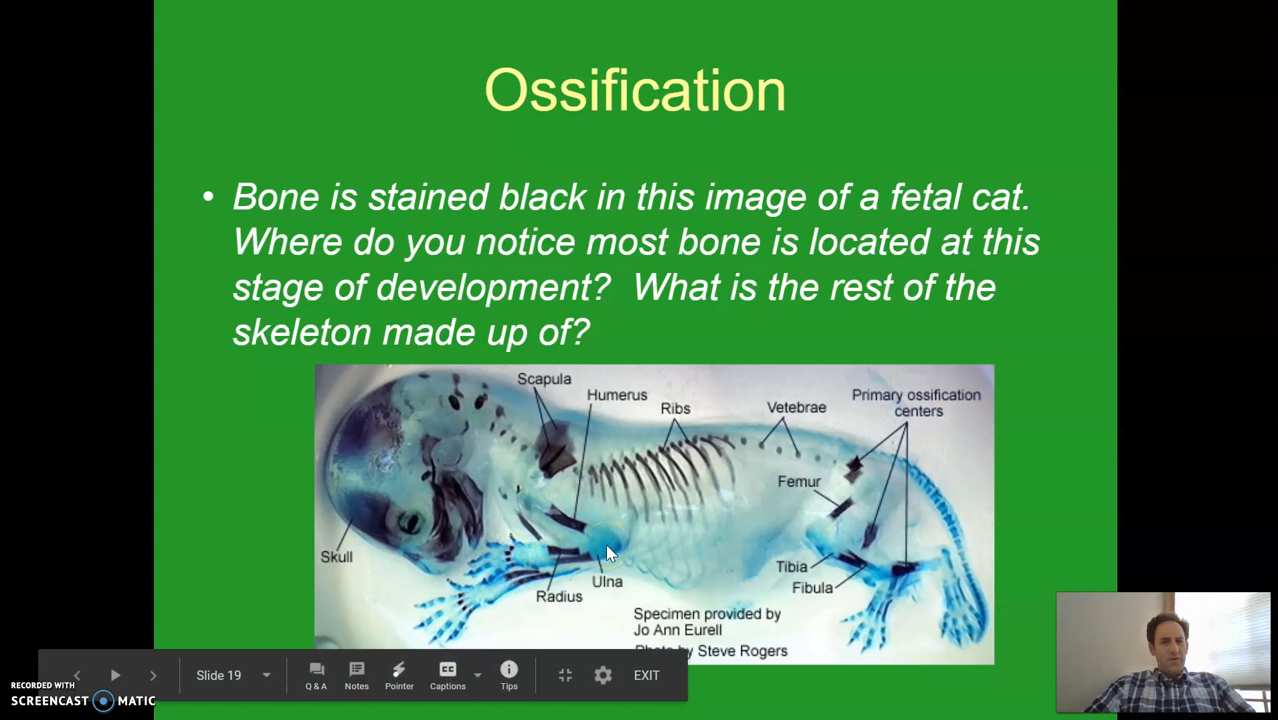 Ossification
• Bone is stained black in this image of a fetal cat.
Where do you notice most bone is located at this
stage of development? What is the rest of the
skeleton made up of?
Scapula
Humerus
Ribs
Vetebrae
Primary ossification
centers
Femur
Skull
Tibia
Fibula
Ulna
Radius
Specimen provided by
Jo Ann Eurell
Photo by Steve Rogers
Slide 19
Q & A
Notes
Pointer
CC
Captions
Tips
EXIT
RECORDED WITH
SCREENCAST MATIC